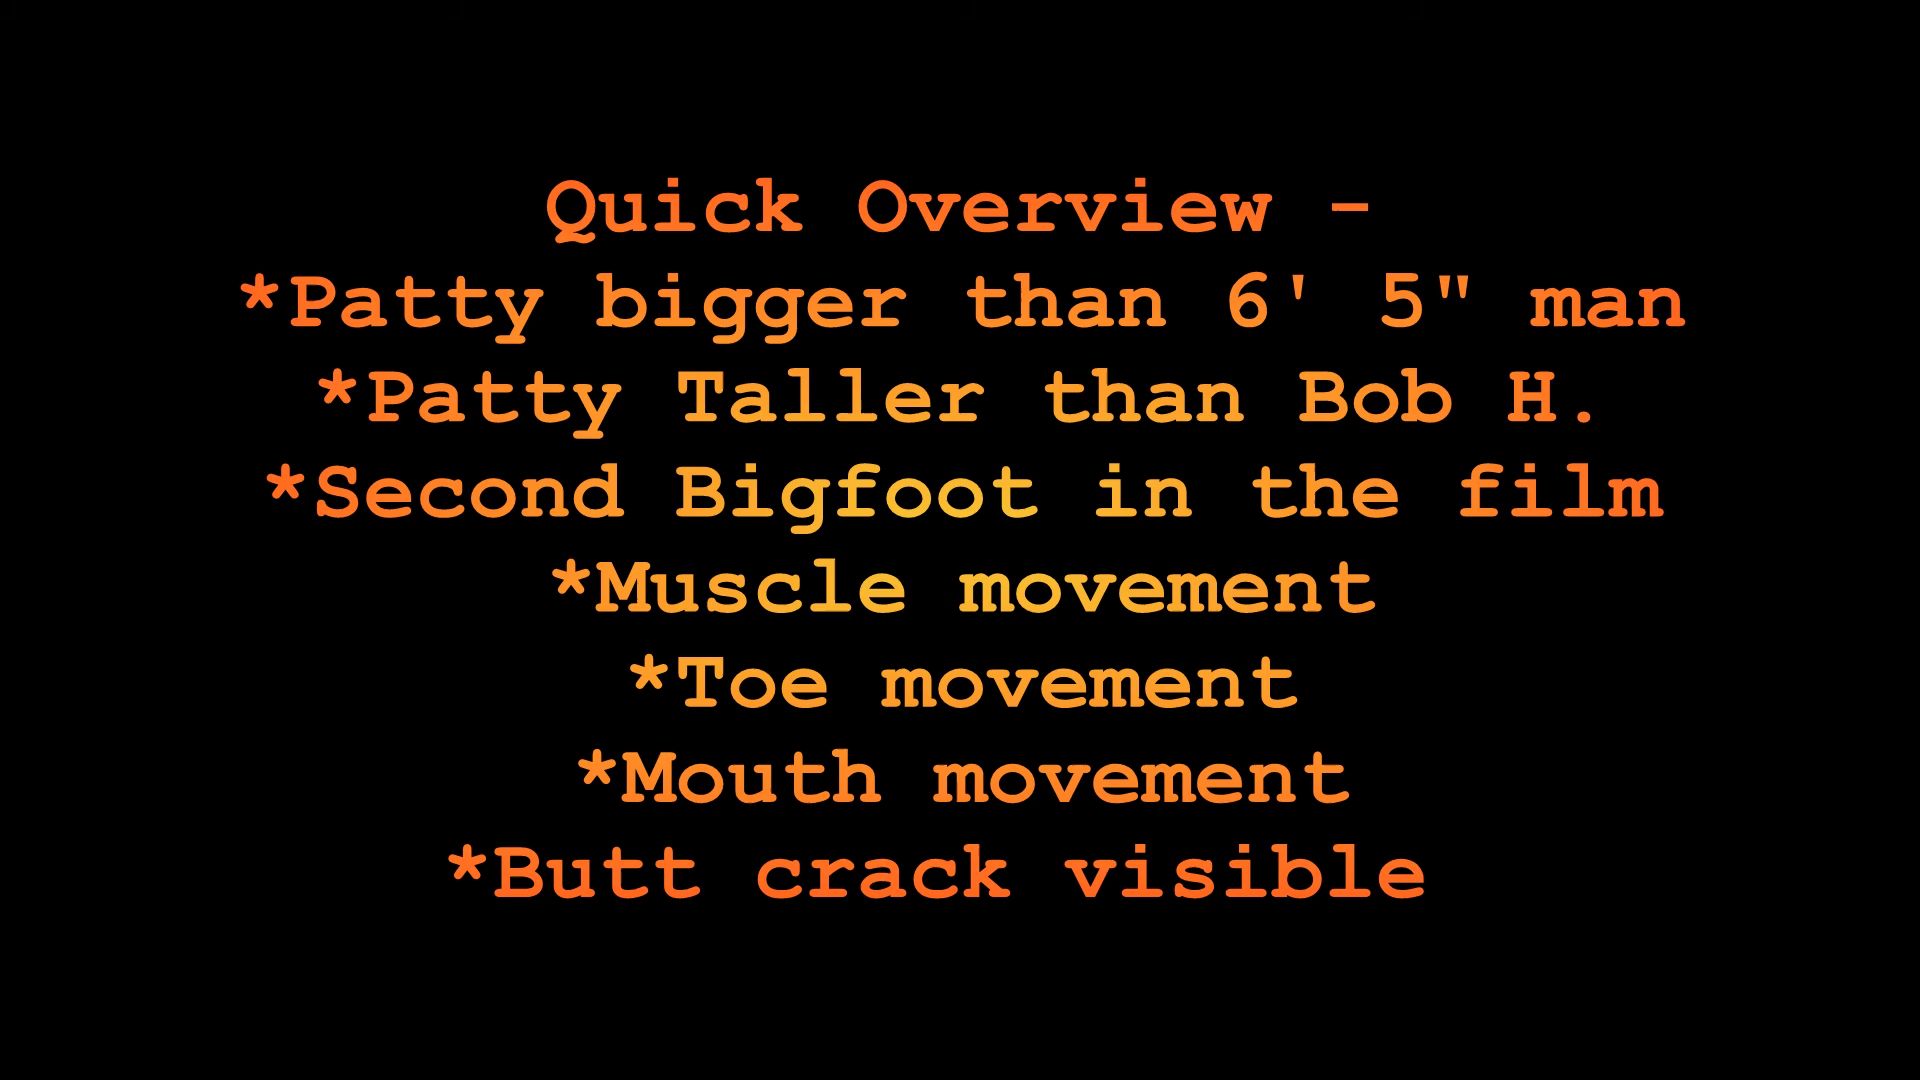 Quick Overview -
*Patty bigger than 6' 5" man
*Patty Taller than Bob H.
*Second Bigfoot in the film
*Muscle movement
*Toe movement
*Mouth movement
*Butt crack visible